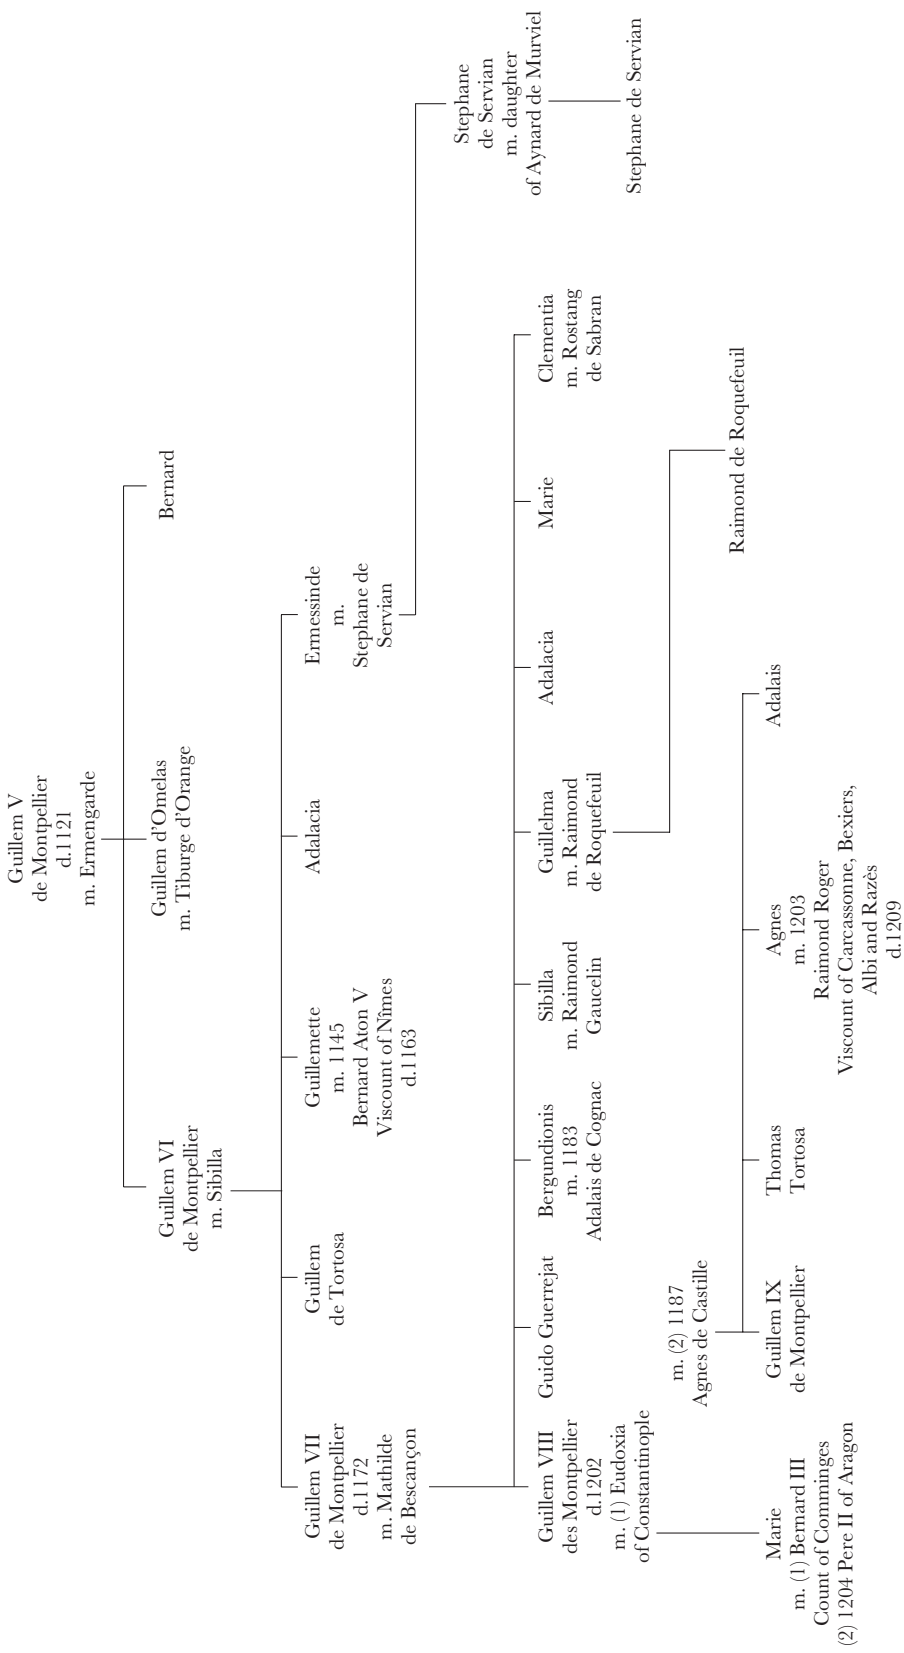 Guillem V
de Montpellier
d.1121
m. Ermengarde
Guillem VI
de Montpellier
m. Sibilla
Guillem d'Omelas
m. Tiburge d'Orange
Bernard
Guillem VII
de Montpellier
d.1172
m. Mathilde
de Bescançon
Guillem
de Tortosa
Guillemette
m. 1145
Bernard Aton V
Viscount of Nîmes
d.1163
Adalacia
Ermessinde
m.
Stephane de
Servian
Stephane
de Servian
m. daughter
of Aynard de Murviel
Guillem VIII
des Montpellier
d.1202
m. (1) Eudoxia
of Constantinople
Guido Guerrejat
Bergundionis
m. 1183
Adalais de Cognac
Sibilla
m. Raimond
Gaucelin
Guillelma
m. Raimond
de Roquefeuil
Adalacia
Marie
Clementia
m. Rostang
de Sabran
Stephane de Servian
m. (2) 1187
Agnes de Castille
Raimond de Roquefeuil
Marie
m. (1) Bernard III
Count of Comminges
(2) 1204 Pere II of Aragon
Guillem IX
de Montpellier
Thomas
Tortosa
Agnes
m. 1203
Raimond Roger
Viscount of Carcassonne, Bexiers,
Albi and Razès
d.1209
Adalais